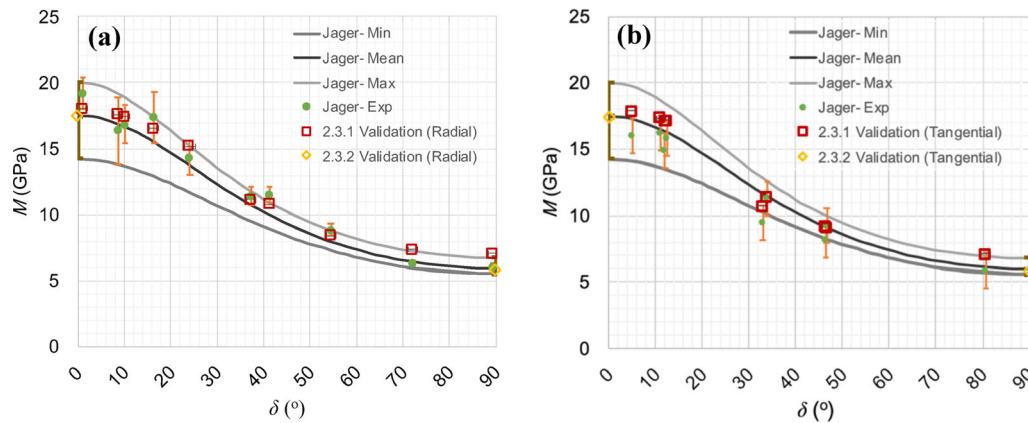 (a)
Jager- Min
Jager- Mean
Jager- Max
Jager- Exp
2.3.1 Validation (Radial)
2.3.2 Validation (Radial)
M (GPa)
25
20
15
10
5
0
0 10 20 30 40 50 60 70 80 90
δ (°)
(b)
Jager- Min
Jager- Mean
Jager- Max
Jager- Exp
2.3.1 Validation (Tangential)
2.3.2 Validation (Tangential)
M (GPa)
25
20
15
10
5
0
0 10 20 30 40 50 60 70 80 90
δ (°)